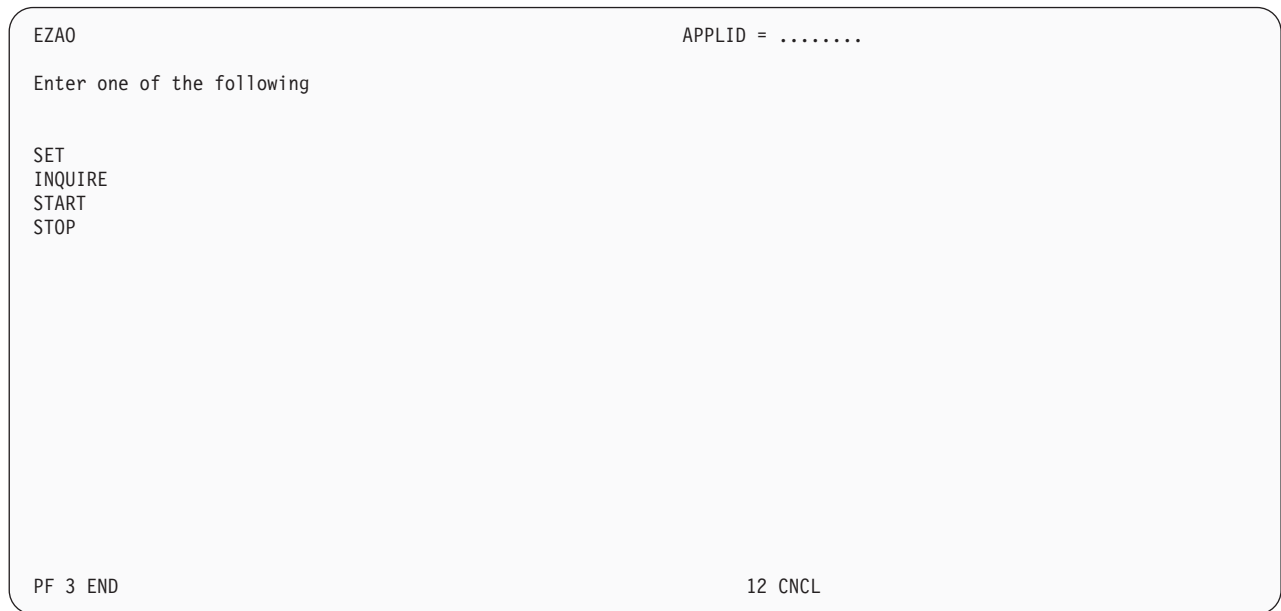 EZAO APPLID = ........
Enter one of the following
SET
INQUIRE
START
STOP
PF 3 END 12 CNCL